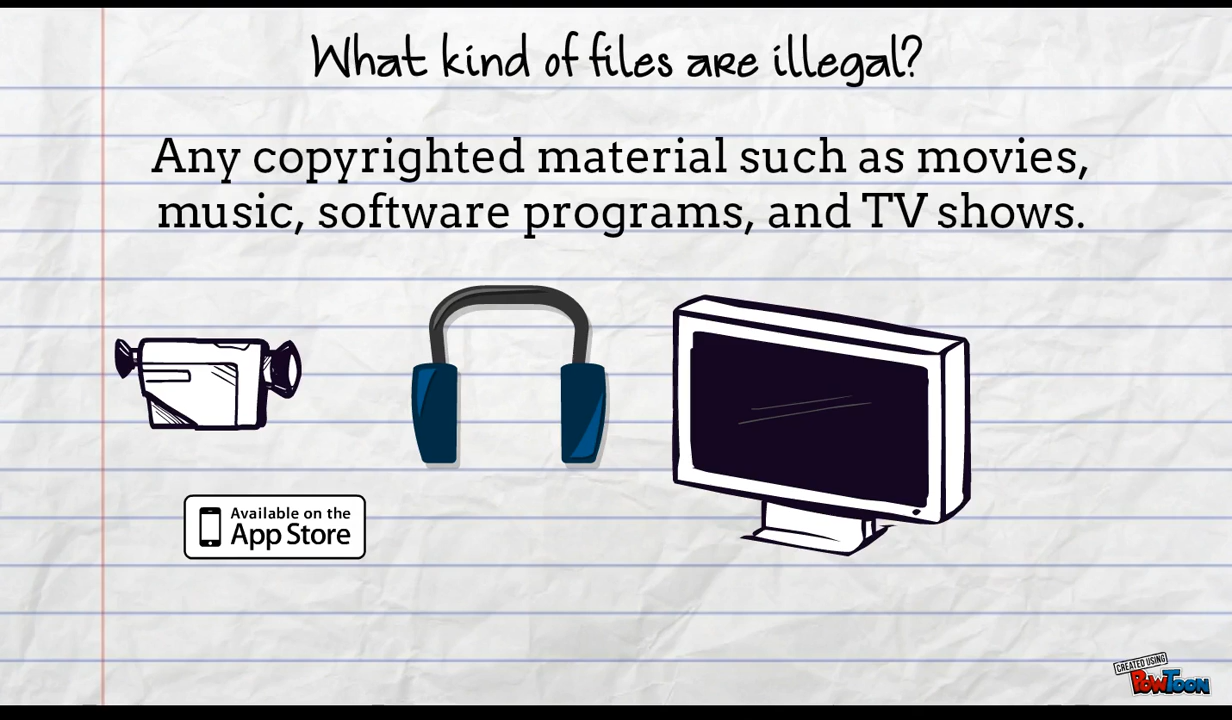 What kind of files are illegal?
Any copyrighted material such as movies,
music, software programs, and TV shows.
Available on the
App Store
CREATED USING
POWTOON